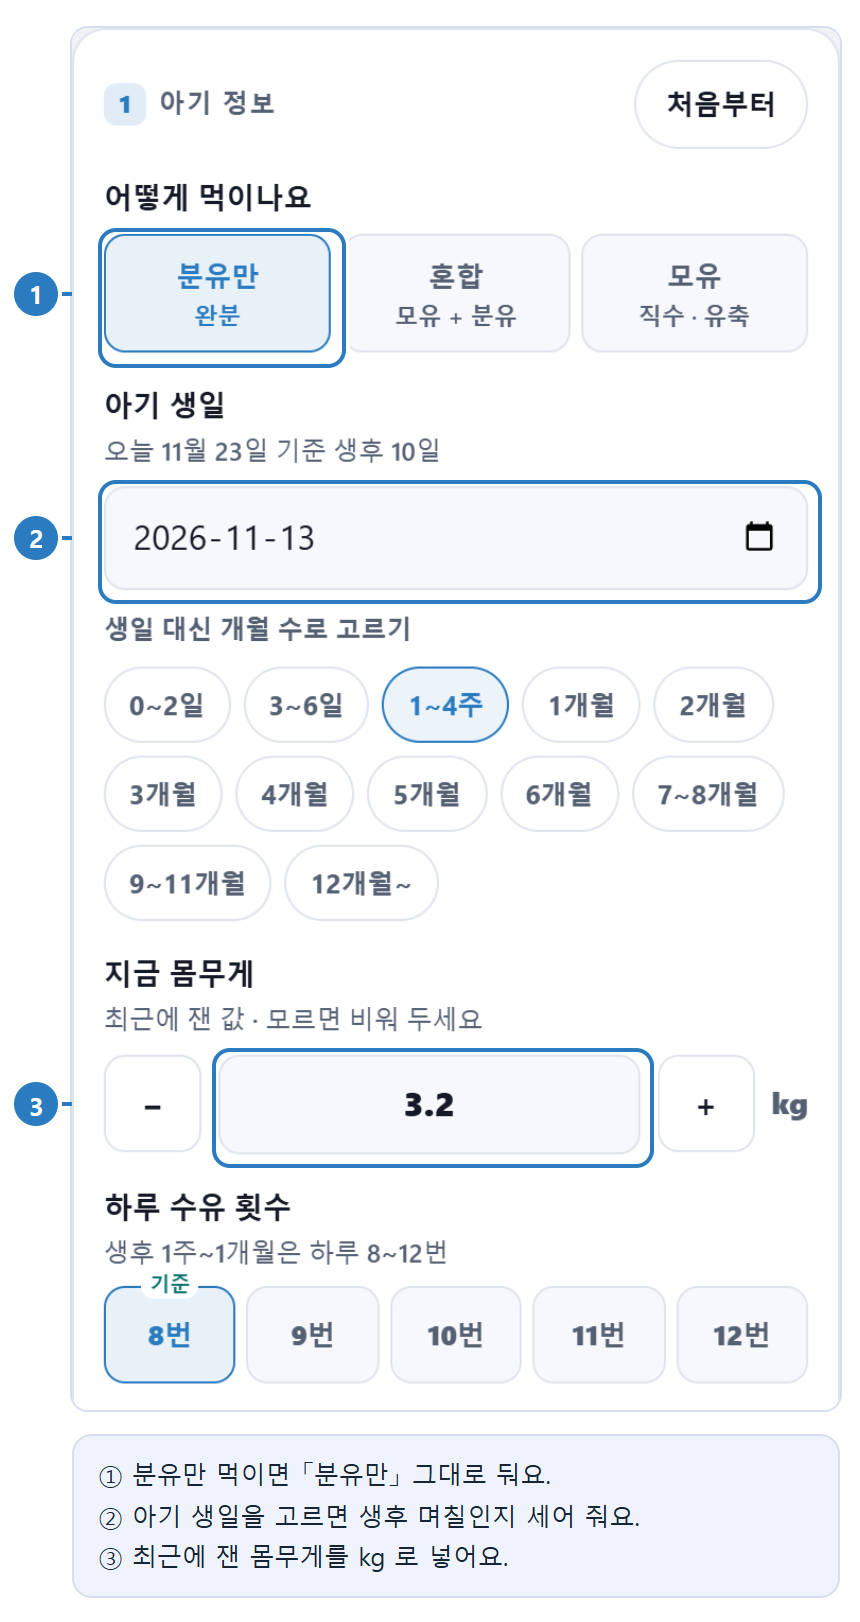 1 아기 정보
처음부터
어떻게 먹이나요
1
분유만
완분
혼합
모유 + 분유
모유
직수 · 유축
아기 생일
오늘 11월 23일 기준 생후 10일
2
2026-11-13
생일 대신 개월 수로 고르기
0~2일 3~6일 1~4주 1개월 2개월
3개월 4개월 5개월 6개월 7~8개월
9~11개월 12개월~
지금 몸무게
최근에 잰 값 · 모르면 비워 두세요
3
− 3.2 + kg
하루 수유 횟수
생후 1주~1개월은 하루 8~12번
기준
8번 9번 10번 11번 12번
① 분유만 먹이면 「분유만」 그대로 둬요.
② 아기 생일을 고르면 생후 며칠인지 세어 줘요.
③ 최근에 잰 몸무게를 kg 로 넣어요.